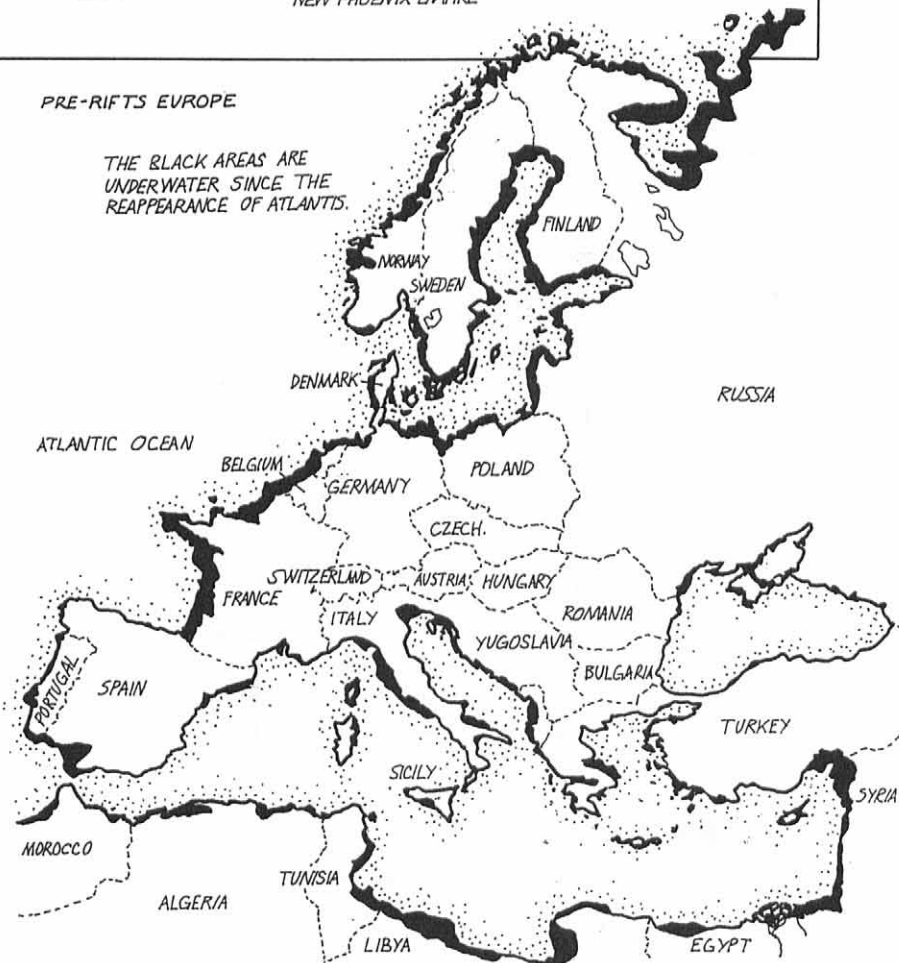 NEW PHOENIX EMPIRE
PRE-RIFTS EUROPE
THE BLACK AREAS ARE
UNDERWATER SINCE THE
REAPPEARANCE OF ATLANTIS.
FINLAND
NORWAY
SWEDEN
DENMARK
RUSSIA
ATLANTIC OCEAN
BELGIUM
GERMANY
POLAND
CZECH.
SWITZERLAND
AUSTRIA
HUNGARY
FRANCE
ITALY
ROMANIA
YUGOSLAVIA
BULGARIA
PORTUGAL
SPAIN
TURKEY
SICILY
SYRIA
MOROCCO
TUNISIA
ALGERIA
LIBYA
EGYPT